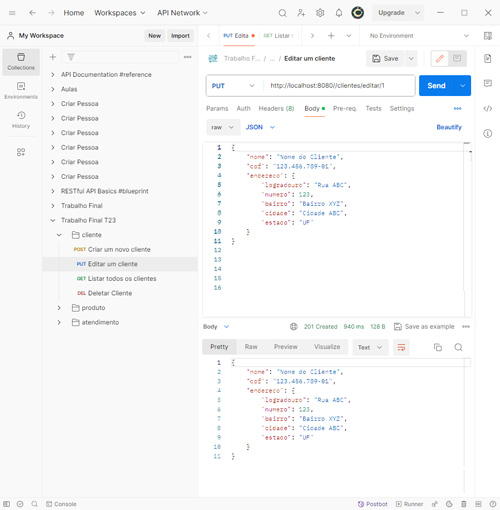 Home Workspaces API Network Upgrade
My Workspace New Import PUT Edita GET Listar No Environment
Collections
Environments
History
API Documentation #reference
Aulas
Criar Pessoa
Criar Pessoa
Criar Pessoa
Criar Pessoa
Criar Pessoa
Criar Pessoa
RESTful API Basics #blueprint
Trabalho Final
Trabalho Final T23
cliente
POST Criar um novo cliente
PUT Editar um cliente
GET Listar todos os clientes
DEL Deletar Cliente
produto
atendimento
Trabalho F... / ... / Editar um cliente Save
PUT http://localhost:8080//clientes/editar/1 Send
Params Auth Headers (8) Body Pre-req. Tests Settings
raw JSON Beautify
1 {
2 "nome": "Nome do Cliente",
3 "cpf": "123.456.789-01",
4 "endereco": {
5 "logradouro": "Rua ABC",
6 "numero": 123,
7 "bairro": "Bairro XYZ",
8 "cidade": "Cidade ABC",
9 "estado": "UF"
10 }
11 }
12
13
14
15
16
Body 201 Created 940 ms 128 B Save as example
Pretty Raw Preview Visualize Text
1 {
2 "nome": "Nome do Cliente",
3 "cpf": "123.456.789-01",
4 "endereco": {
5 "logradouro": "Rua ABC",
6 "numero": 123,
7 "bairro": "Bairro XYZ",
8 "cidade": "Cidade ABC",
9 "estado": "UF"
10 }
11 }
Console Postbot Runner